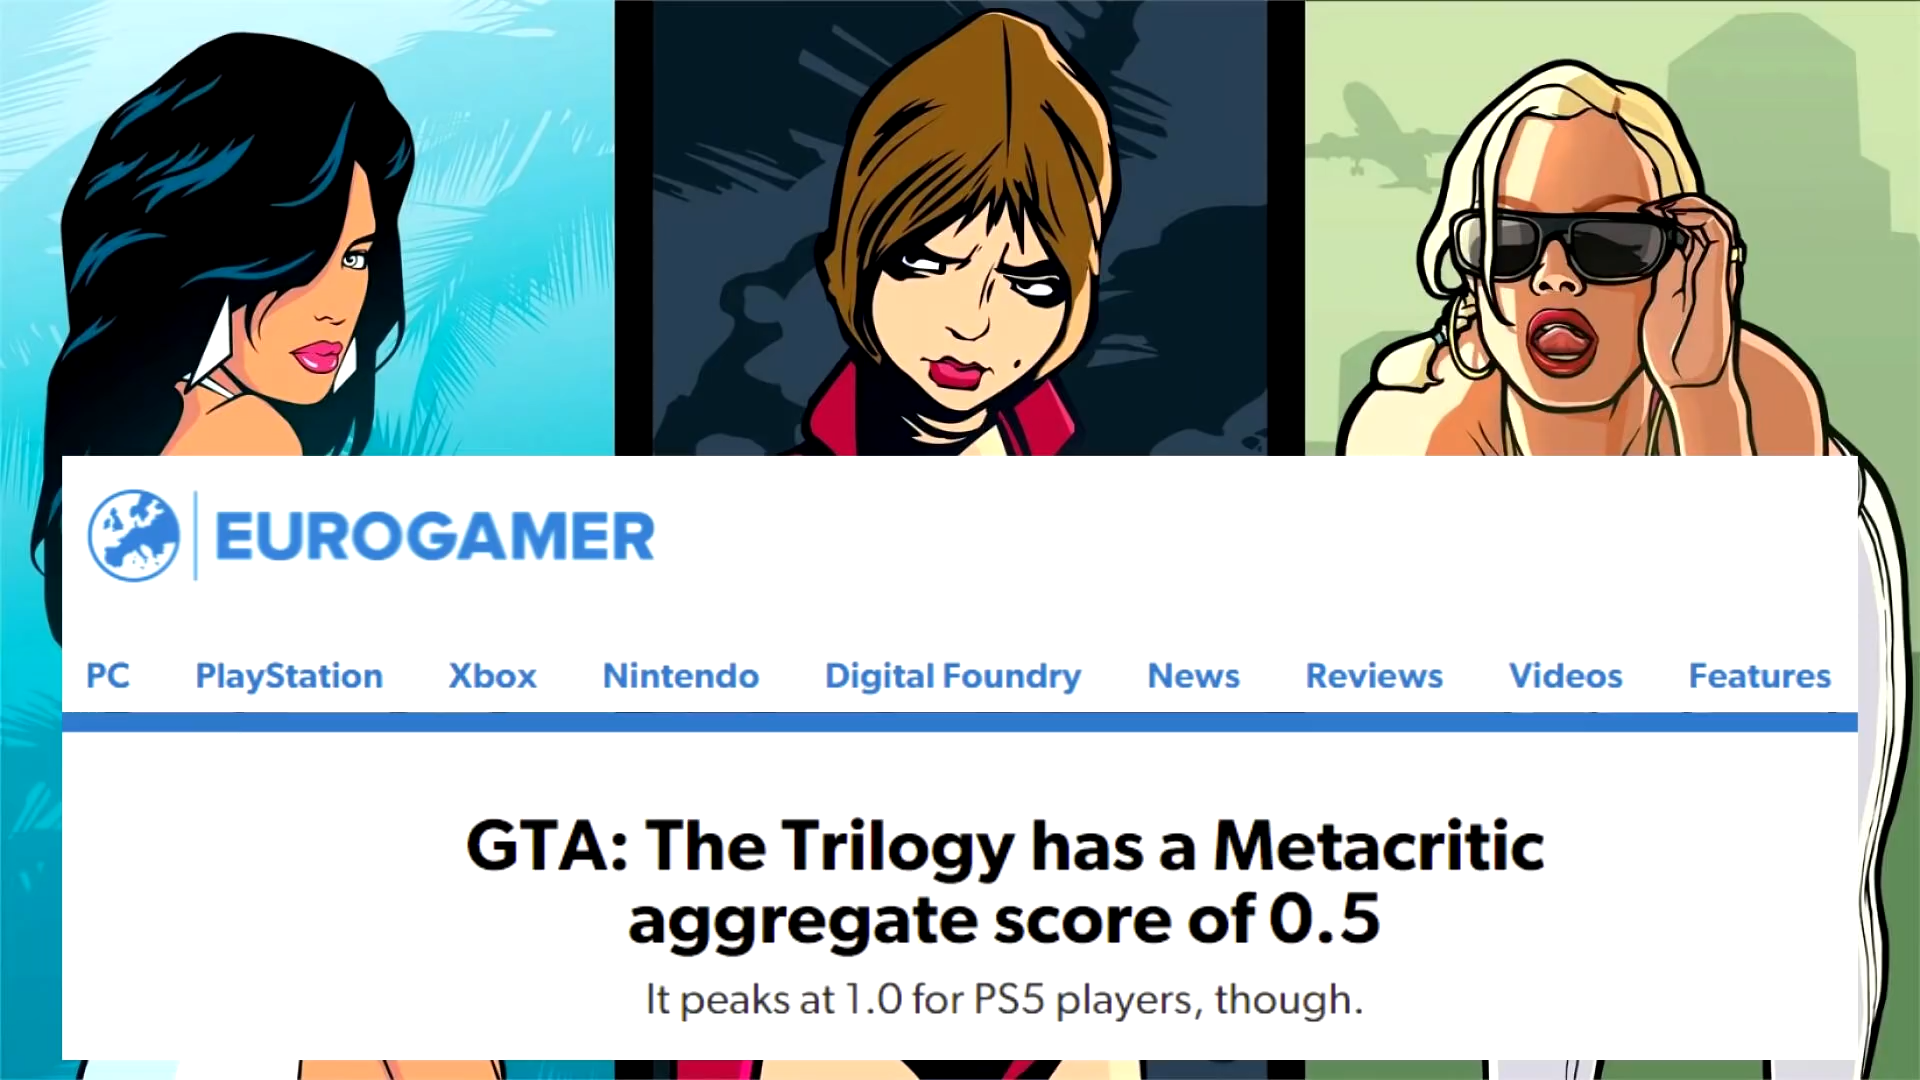 EUROGAMER
PC PlayStation Xbox Nintendo Digital Foundry News Reviews Videos Features
GTA: The Trilogy has a Metacritic
aggregate score of 0.5
It peaks at 1.0 for PS5 players, though.